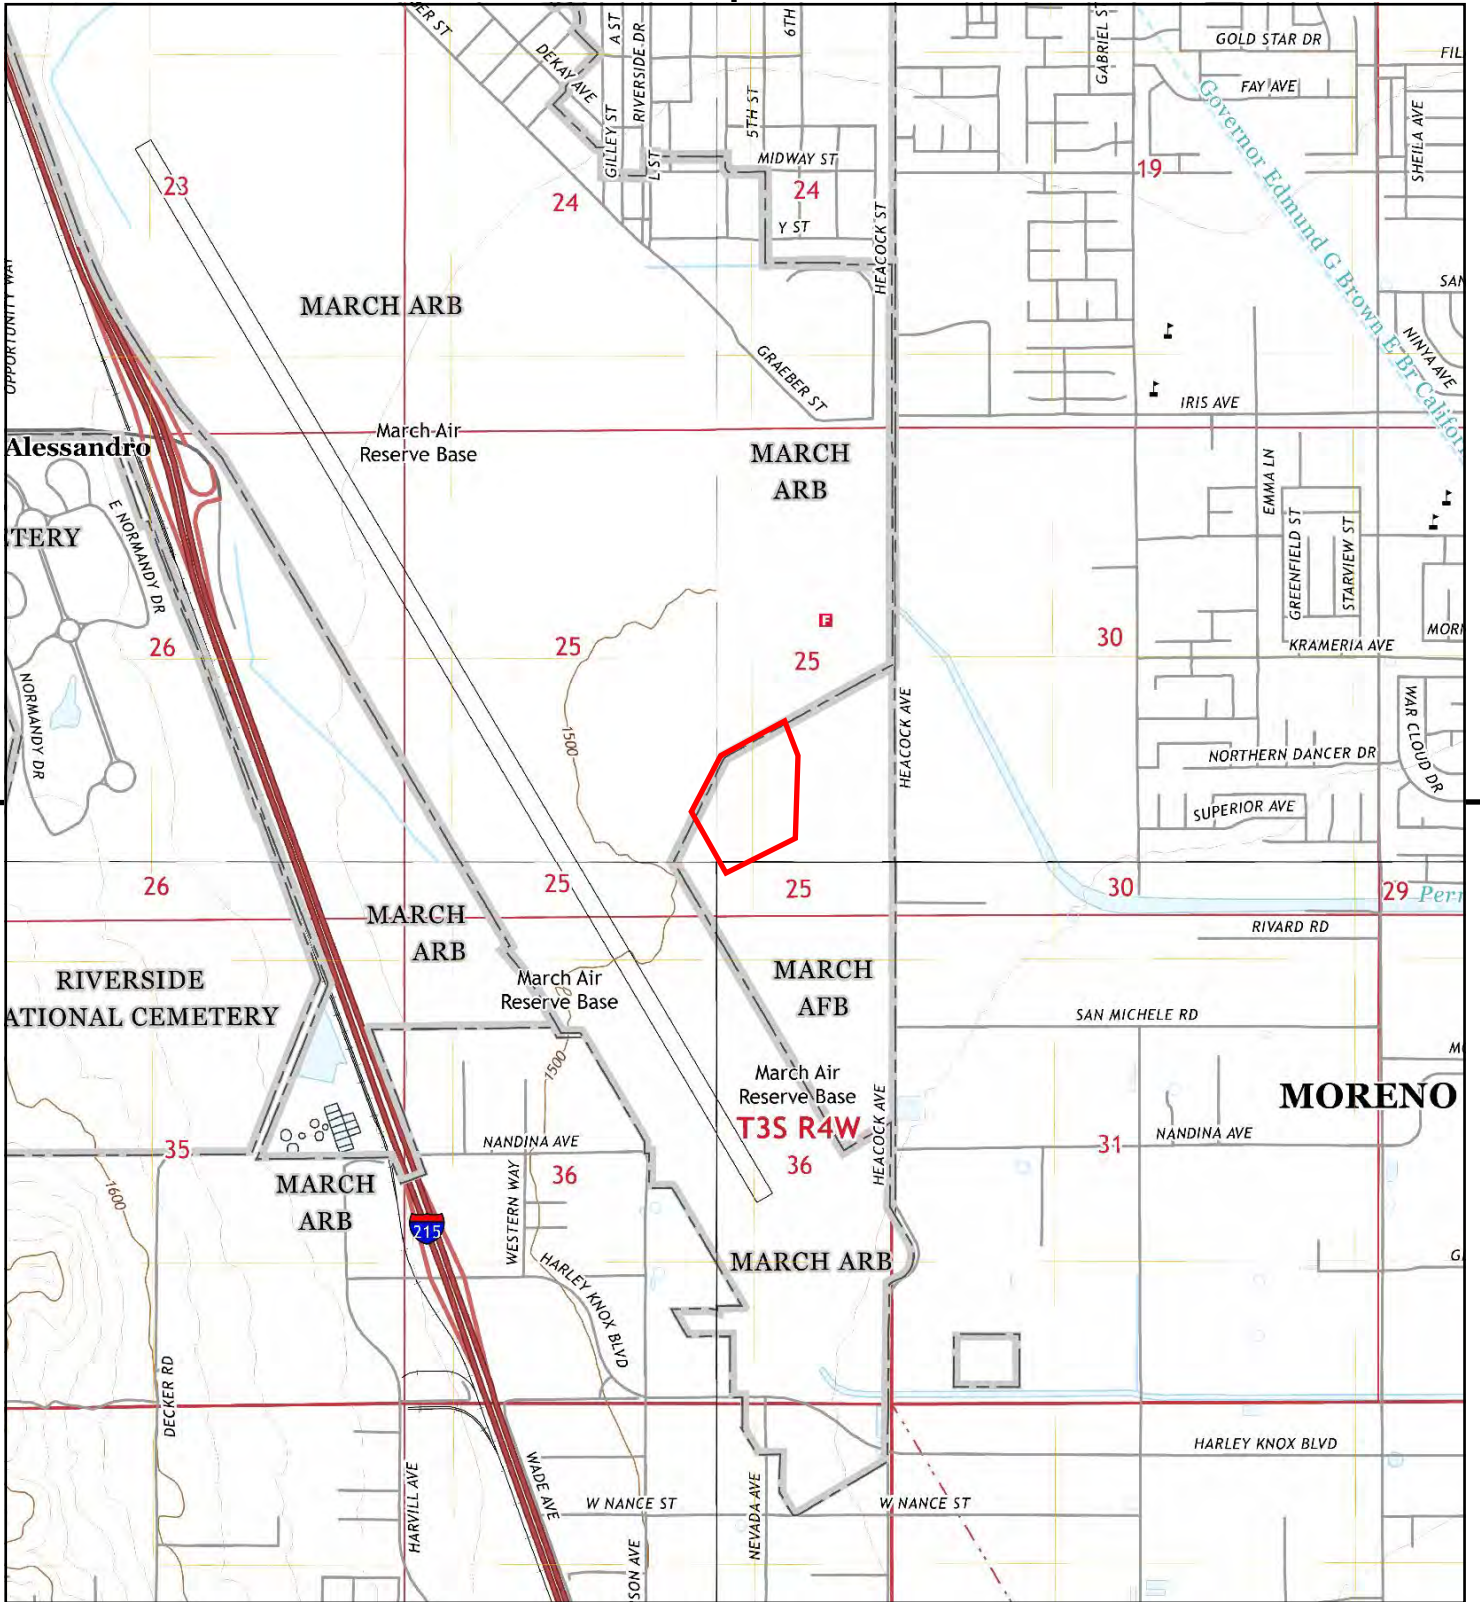 A ST
RIVERSIDE DR
6TH
GABRIEL ST
GOLD STAR DR
FIL
DEKAY AVE
FAY AVE
5TH ST
GILLEY ST
L ST
MIDWAY ST
SHEILA AVE
Governor Edmund G Brown E Br Californ
23
24
24
19
Y ST
HEACOCK ST
OPPORTUNITY WAY
SAN
MARCH ARB
NINYA AVE
GRAEBER ST
IRIS AVE
Alessandro
March Air
Reserve Base
MARCH
ARB
EMMA LN
E NORMANDY DR
TERY
GREENFIELD ST
STARVIEW ST
F
26
25
25
30
MORN
KRAMERIA AVE
NORMANDY DR
1500
HEACOCK AVE
WAR CLOUD DR
NORTHERN DANCER DR
SUPERIOR AVE
26
25
25
30
29
Perr
MARCH
ARB
RIVARD RD
RIVERSIDE
ATIONAL CEMETERY
March Air
Reserve Base
MARCH
AFB
SAN MICHELE RD
1500
March Air
Reserve Base
MORENO
T3S R4W
HEACOCK AVE
35
NANDINA AVE
36
36
31
NANDINA AVE
1600
MARCH
ARB
WESTERN WAY
215
HARLEY KNOX BLVD
MARCH ARB
DECKER RD
HARVILL AVE
WADE AVE
HARLEY KNOX BLVD
W NANCE ST
NEVADA AVE
W NANCE ST
SON AVE